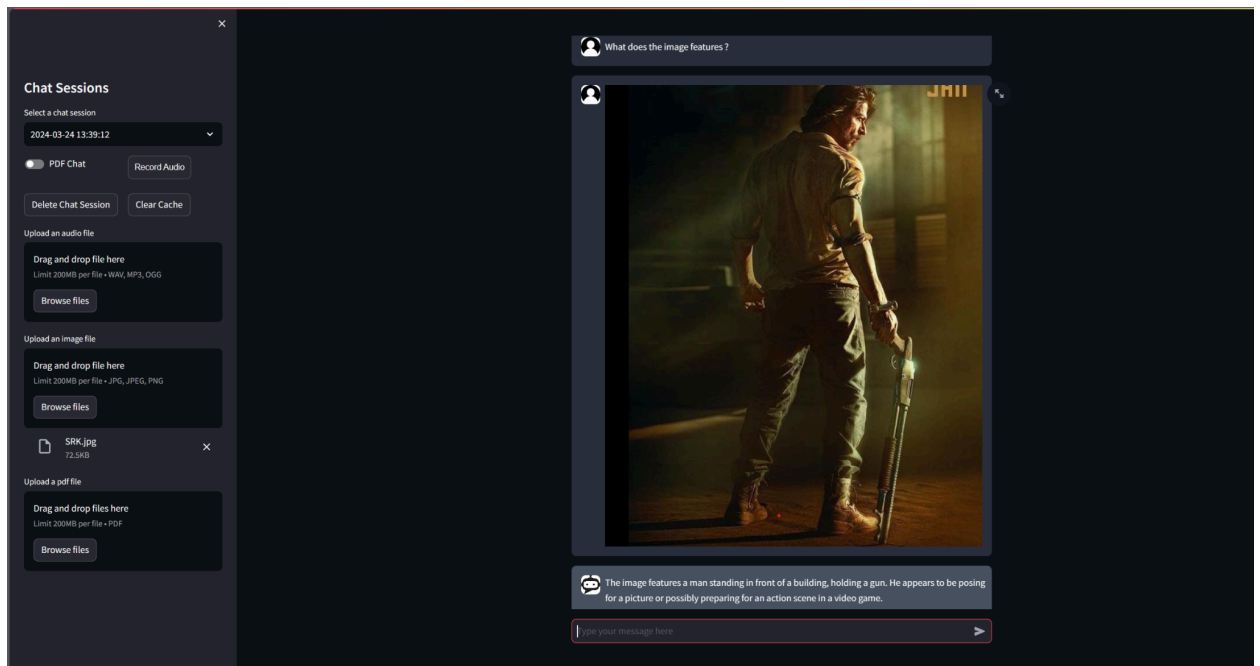 Chat Sessions
Select a chat session
2024-03-24 13:39:12
PDF Chat
Record Audio
Delete Chat Session
Clear Cache
Upload an audio file
Drag and drop file here
Limit 200MB per file • WAV, MP3, OGG
Browse files
Upload an image file
Drag and drop file here
Limit 200MB per file • JPG, JPEG, PNG
Browse files
SRK.jpg
72.5KB
Upload a pdf file
Drag and drop files here
Limit 200MB per file • PDF
Browse files
What does the image features ?
The image features a man standing in front of a building, holding a gun. He appears to be posing
for a picture or possibly preparing for an action scene in a video game.
Type your message here